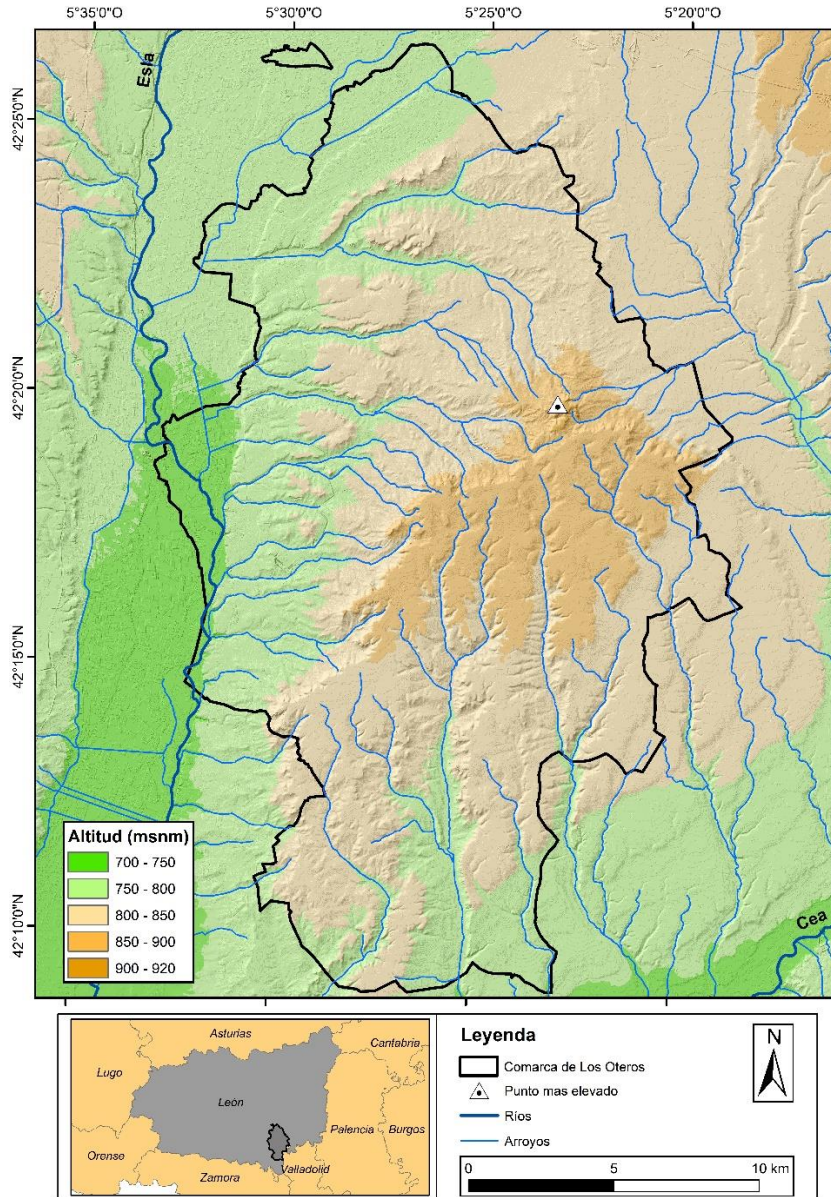 5°35'0"O 5°30'0"O 5°25'0"O 5°20'0"O
Esla
42°25'0"N
42°20'0"N
42°15'0"N
42°10'0"N
Cea
Altitud (msnm)
700 - 750
750 - 800
800 - 850
850 - 900
900 - 920
Asturias
Cantabria
Lugo
León
Palencia
Burgos
Orense
Zamora
Valladolid
Leyenda
Comarca de Los Oteros
Punto mas elevado
Ríos
Arroyos
N
0 5 10 km